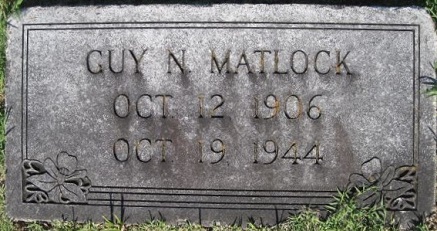 GUY N. MATLOCK
OCT. 12 1906
OCT. 19 1944